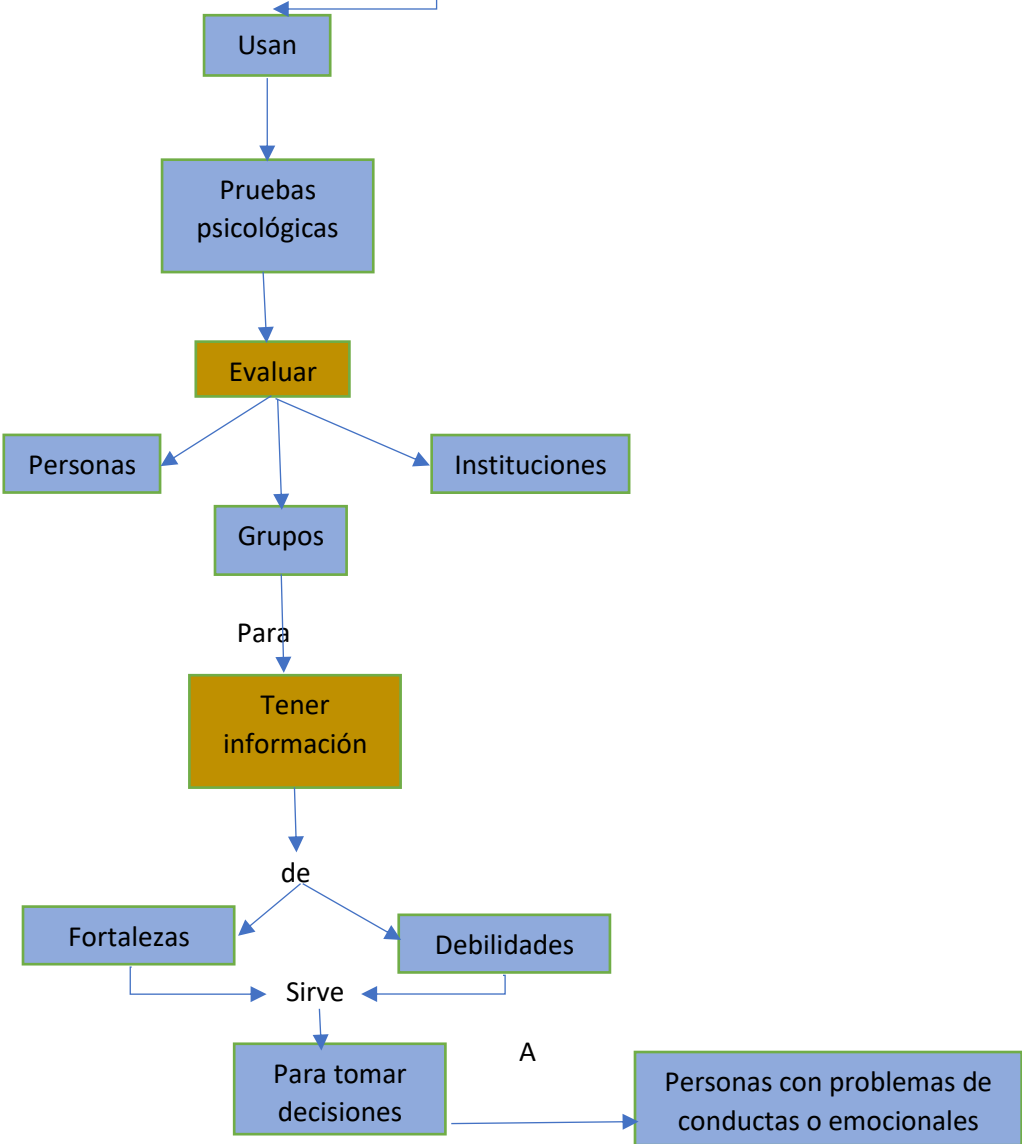 Usan
Pruebas
psicológicas
Evaluar
Personas
Instituciones
Grupos
Para
Tener
información
de
Fortalezas
Debilidades
Sirve
Para tomar
decisiones
A
Personas con problemas de
conductas o emocionales